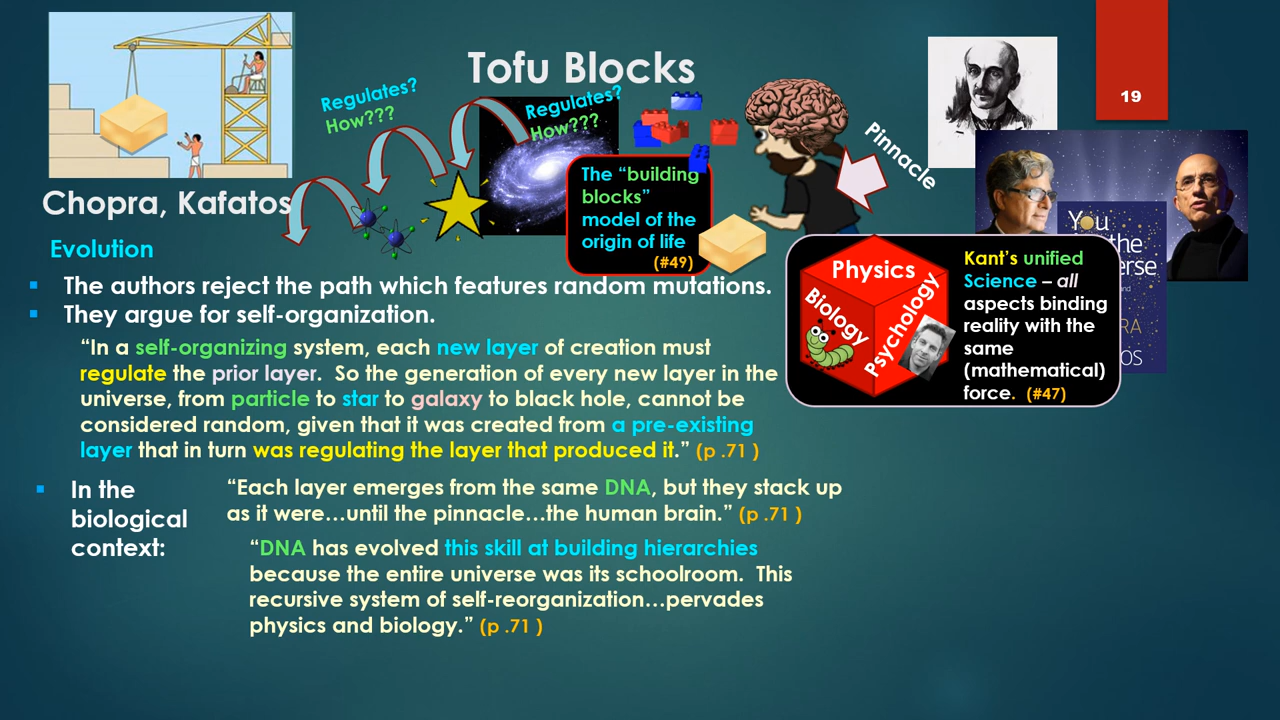 Tofu Blocks
19
Regulates?
How???
Regulates?
How???
Pinnacle
The “building
blocks”
model of the
origin of life
(#49)
You
the
erse
and
RA
OS
Chopra, Kafatos
Physics
Biology
Psychology
Kant’s unified
Science – all
aspects binding
reality with the
same
(mathematical)
force. (#47)
Evolution
The authors reject the path which features random mutations.
They argue for self-organization.
“In a self-organizing system, each new layer of creation must
regulate the prior layer. So the generation of every new layer in the
universe, from particle to star to galaxy to black hole, cannot be
considered random, given that it was created from a pre-existing
layer that in turn was regulating the layer that produced it.” (p .71 )
In the
biological
context:
“Each layer emerges from the same DNA, but they stack up
as it were…until the pinnacle…the human brain.” (p .71 )
“DNA has evolved this skill at building hierarchies
because the entire universe was its schoolroom. This
recursive system of self-reorganization…pervades
physics and biology.” (p .71 )